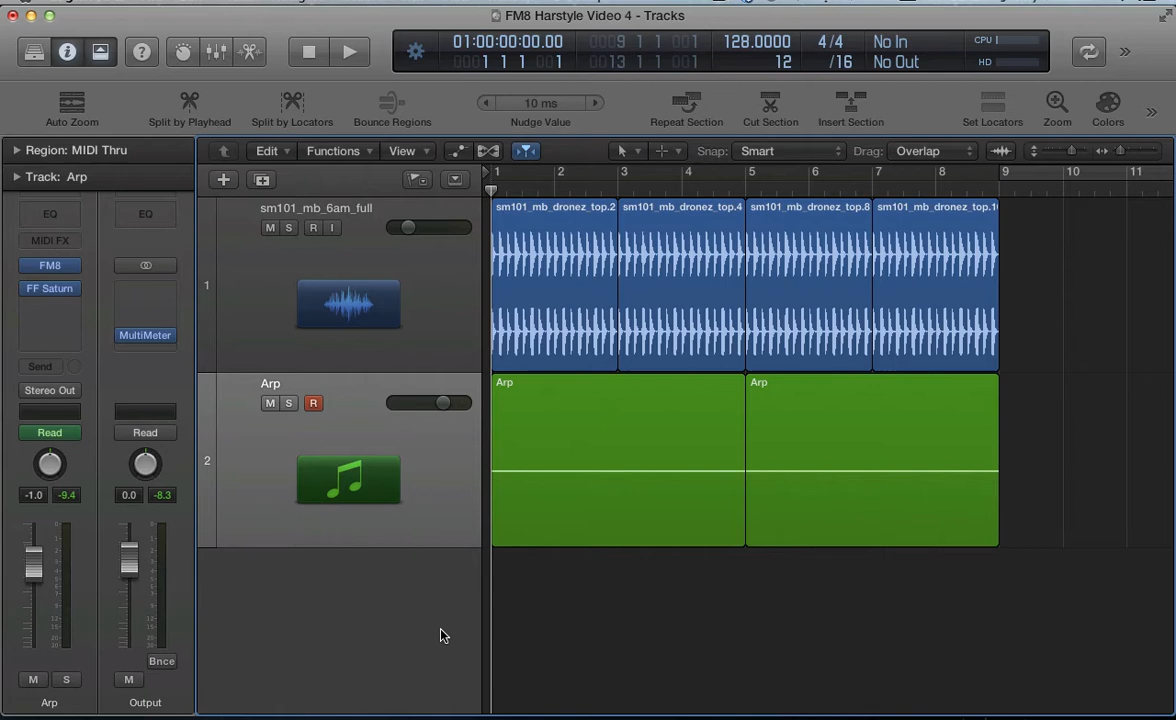 FM8 Harstyle Video 4 - Tracks
01:00:00:00.00 0009 1 1 001 128.0000 4/4 No In CPU
0001 1 1 001 0013 1 1 001 12 /16 No Out HD
Auto Zoom Split by Playhead Split by Locators Bounce Regions 10 ms Nudge Value Repeat Section Cut Section Insert Section Set Locators Zoom Colors
Region: MIDI Thru Edit Functions View Snap: Smart Drag: Overlap
Track: Arp
1 2 3 4 5 6 7 8 9 10 11
EQ EQ
MIDI FX
FM8
FF Saturn
MultiMeter
Send
Stereo Out
Read Read
-1.0 -9.4 0.0 -8.3
Bnce
M S M
Arp Output
sm101_mb_6am_full
M S R I
1
Arp
M S R
2
sm101_mb_dronez_top.2 sm101_mb_dronez_top.4 sm101_mb_dronez_top.8 sm101_mb_dronez_top.1
Arp Arp